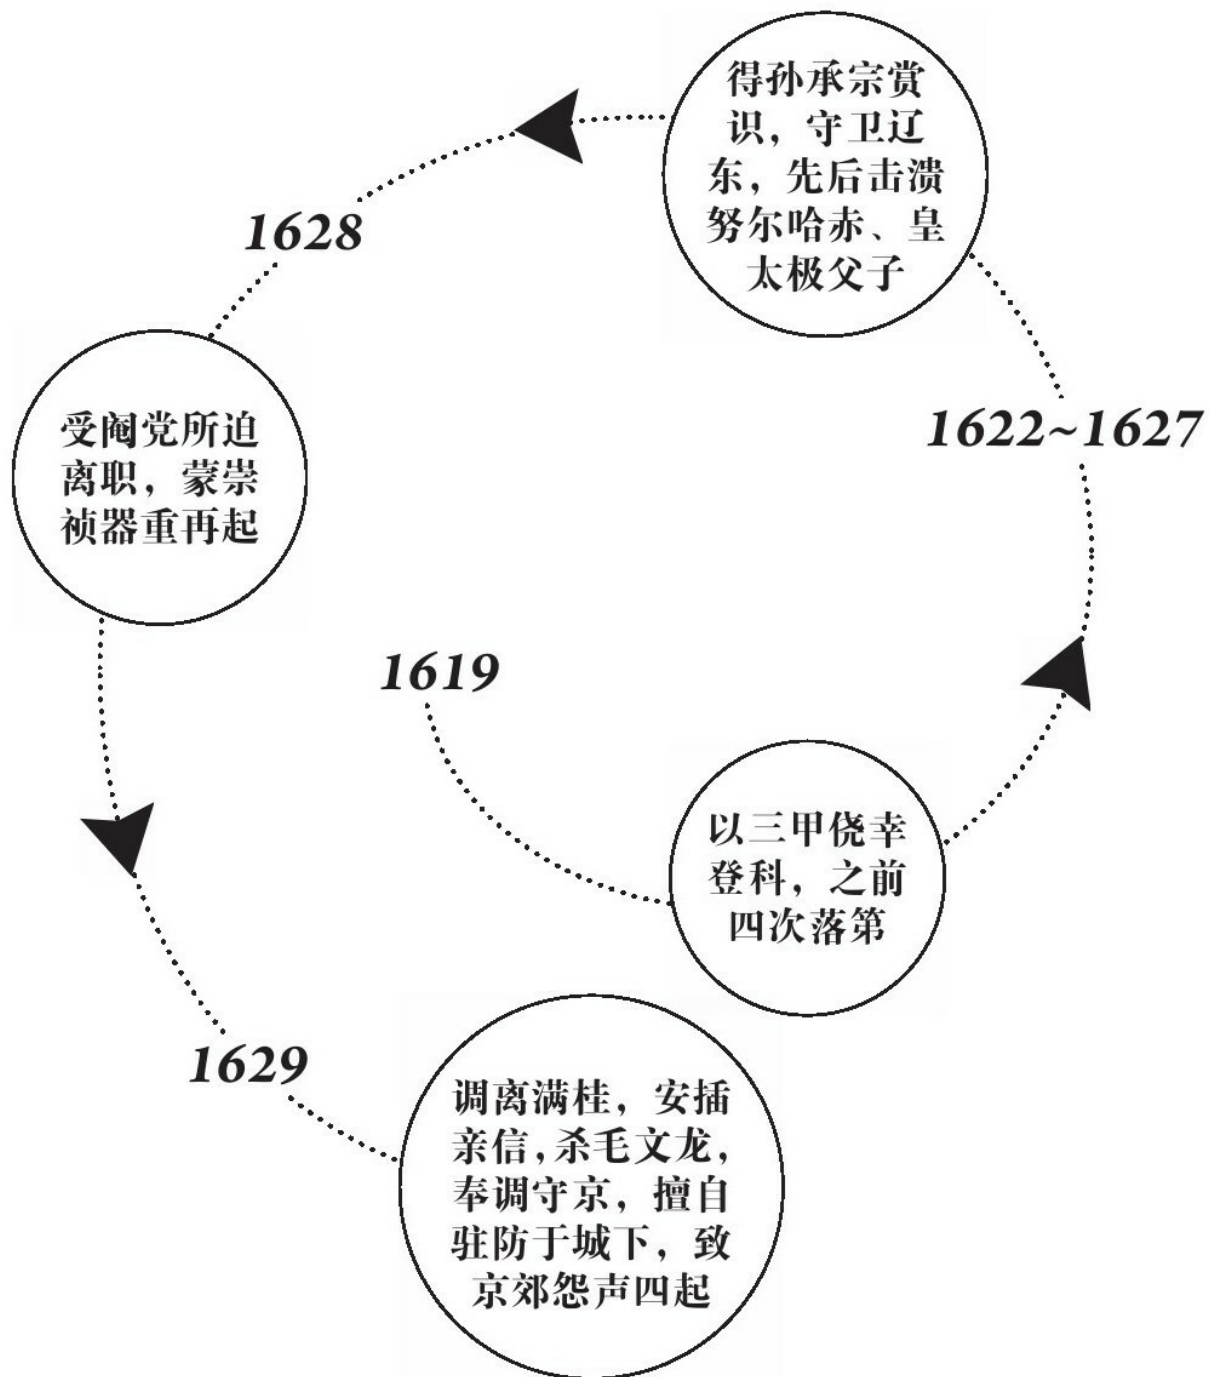 1619
以三甲侥幸
登科，之前
四次落第
1622~1627
得孙承宗赏
识，守卫辽
东，先后击溃
努尔哈赤、皇
太极父子
1628
受阉党所迫
离职，蒙崇
祯器重再起
1629
调离满桂，安插
亲信，杀毛文龙，
奉调守京，擅自
驻防于城下，致
京郊怨声四起